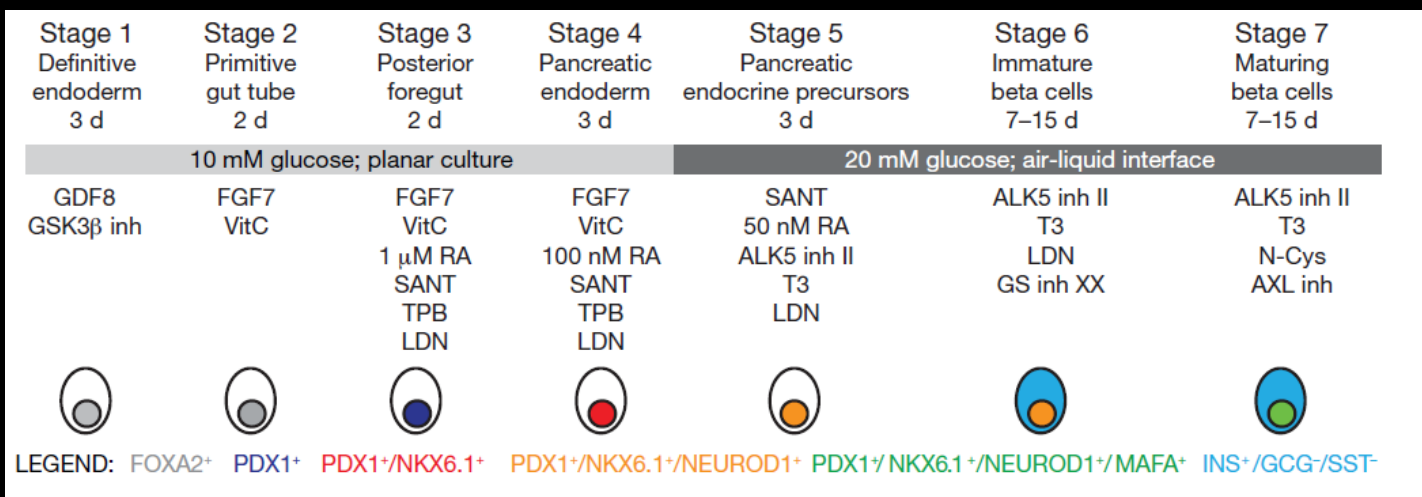 Stage 1
Definitive
endoderm
3 d
Stage 2
Primitive
gut tube
2 d
Stage 3
Posterior
foregut
2 d
Stage 4
Pancreatic
endoderm
3 d
Stage 5
Pancreatic
endocrine precursors
3 d
Stage 6
Immature
beta cells
7–15 d
Stage 7
Maturing
beta cells
7–15 d
10 mM glucose; planar culture
20 mM glucose; air-liquid interface
GDF8
GSK3β inh
FGF7
VitC
FGF7
VitC
1 μM RA
SANT
TPB
LDN
FGF7
VitC
100 nM RA
SANT
TPB
LDN
SANT
50 nM RA
ALK5 inh II
T3
LDN
ALK5 inh II
T3
LDN
GS inh XX
ALK5 inh II
T3
N-Cys
AXL inh
LEGEND: FOXA2⁺ PDX1⁺ PDX1⁺/NKX6.1⁺ PDX1⁺/NKX6.1⁺/NEUROD1⁺ PDX1⁺/ NKX6.1⁺/NEUROD1⁺/ MAFA⁺ INS⁺/GCG⁻/SST⁻